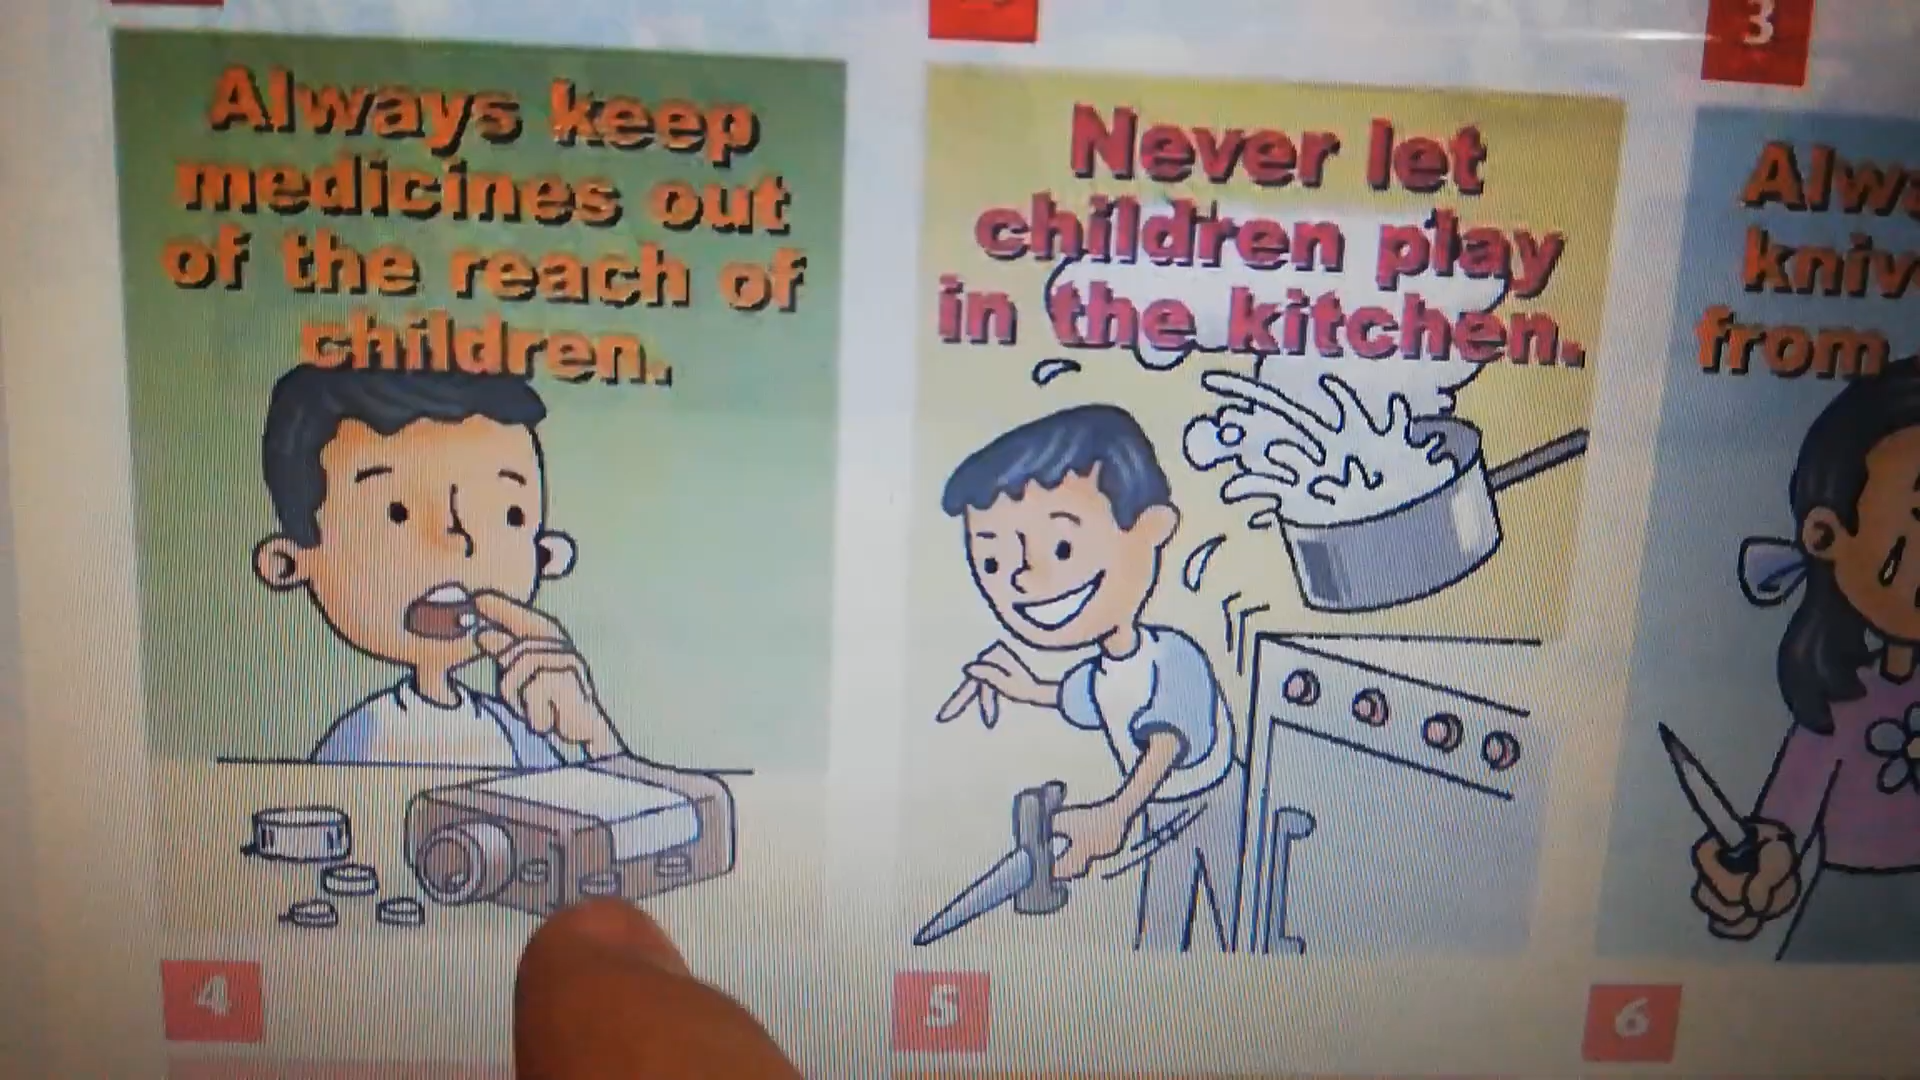 3
Always keep
medicines out
of the reach of
children.
Never let
children play
in the kitchen.
from
4
5
6